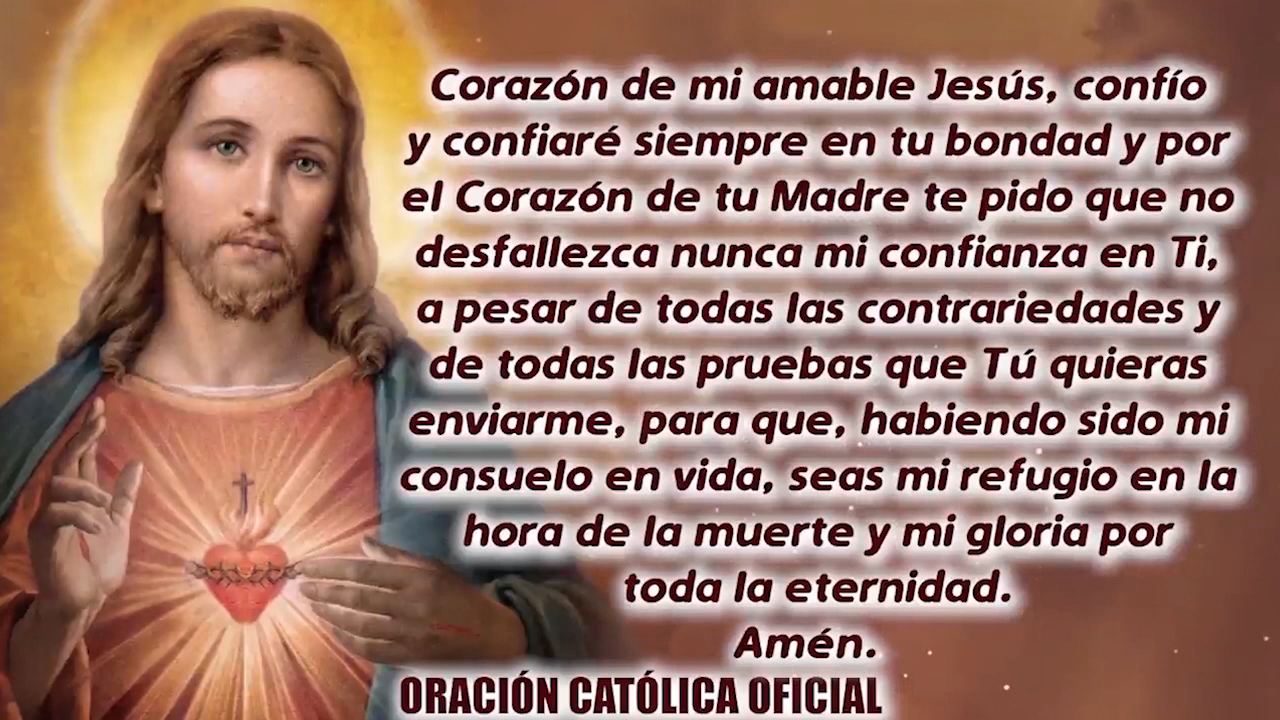 Corazón de mi amable Jesús, confío
y confiaré siempre en tu bondad y por
el Corazón de tu Madre te pido que no
desfallezca nunca mi confianza en Ti,
a pesar de todas las contrariedades y
de todas las pruebas que Tú quieras
enviarme, para que, habiendo sido mi
consuelo en vida, seas mi refugio en la
hora de la muerte y mi gloria por
toda la eternidad.
Amén.
ORACIÓN CATÓLICA OFICIAL